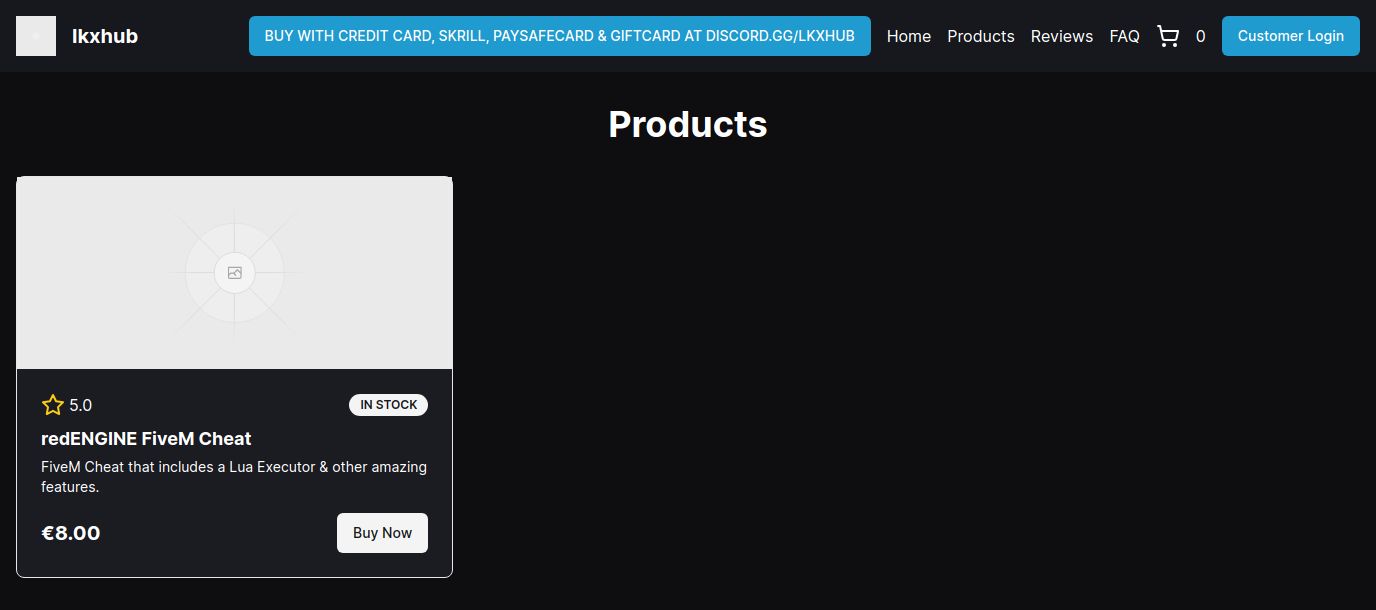 lkxhub
BUY WITH CREDIT CARD, SKRILL, PAYSAFECARD & GIFTCARD AT DISCORD.GG/LKXHUB
Home
Products
Reviews
FAQ
0
Customer Login
Products
5.0
IN STOCK
redENGINE FiveM Cheat
FiveM Cheat that includes a Lua Executor & other amazing
features.
€8.00
Buy Now